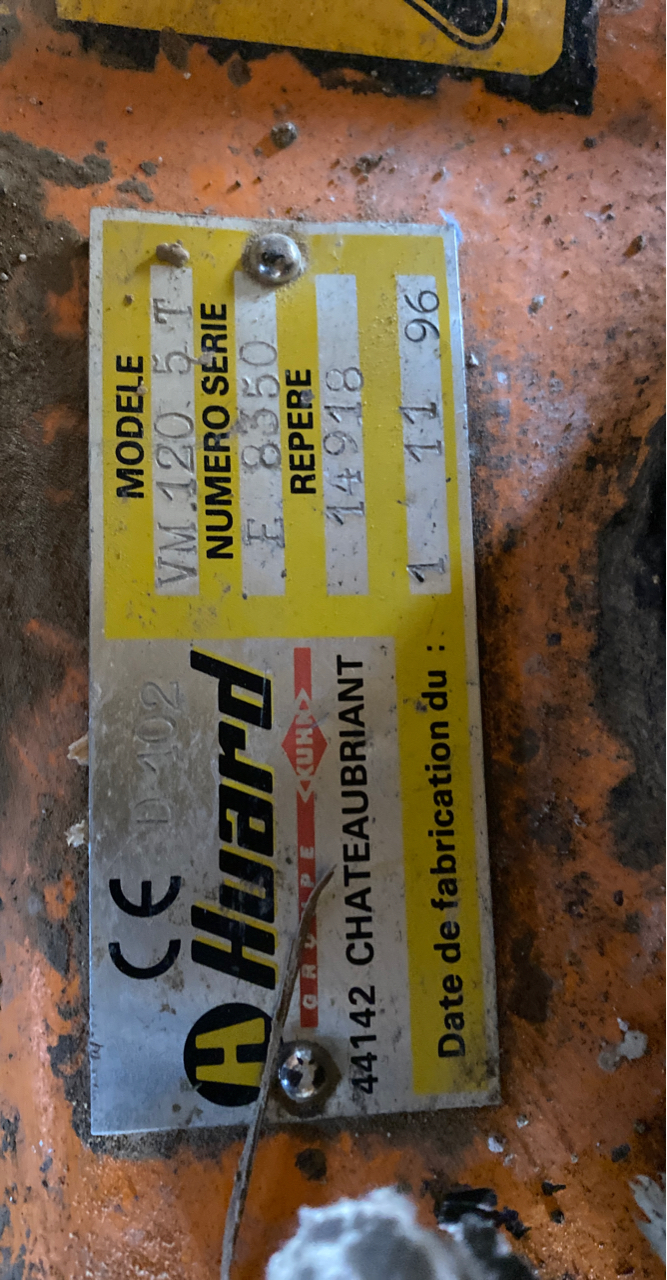 CE D 102
Huard
GROUPE KUHN
44142 CHATEAUBRIANT
MODELE
VM 120.5 T
NUMERO SERIE
E 8350
REPERE
14918
Date de fabrication du : 1 11 96